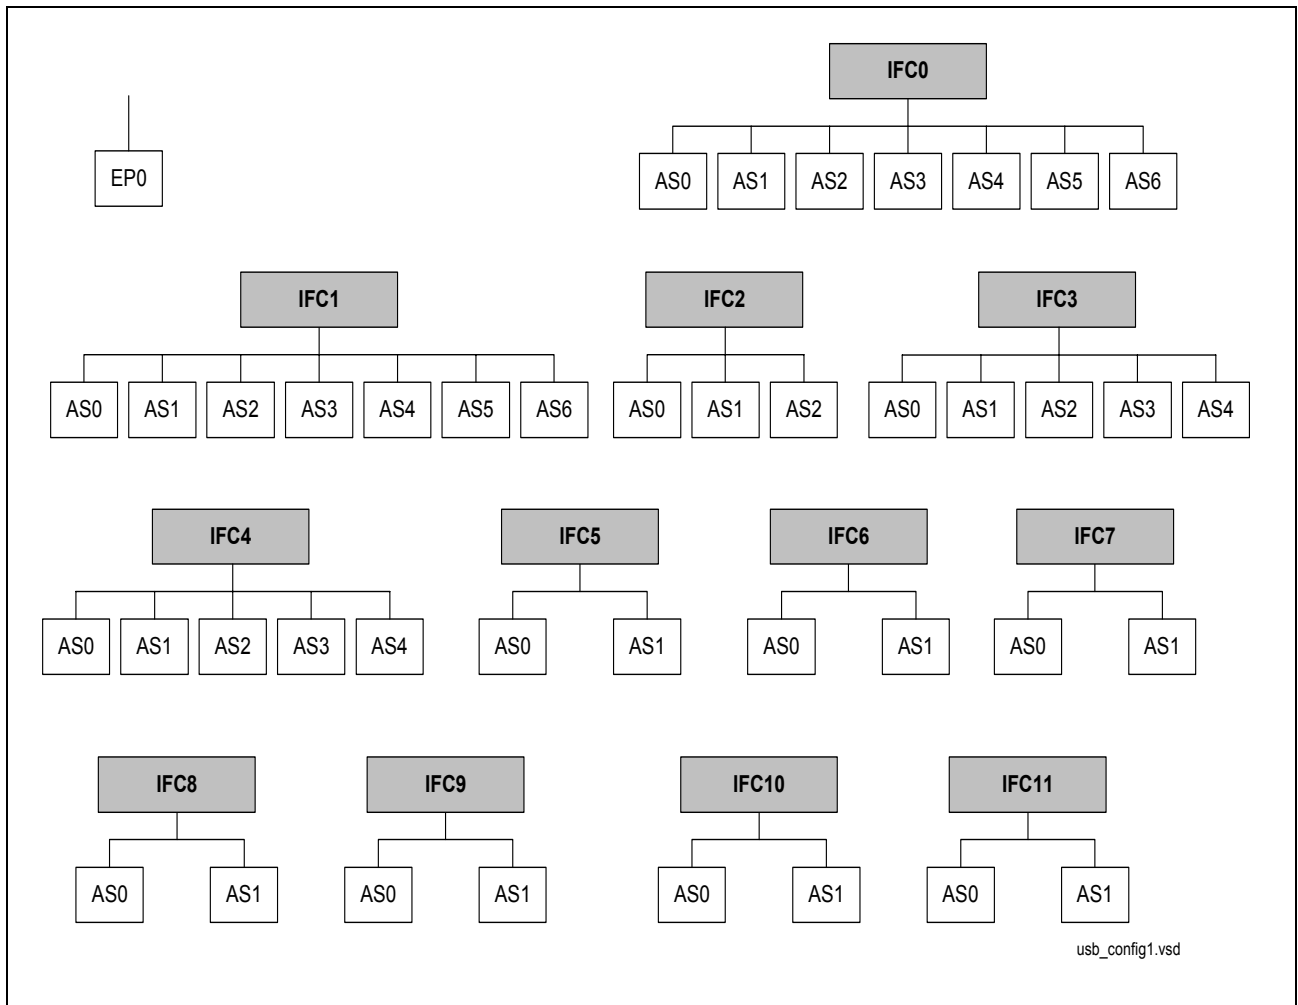 IFC0
EP0
AS0 AS1 AS2 AS3 AS4 AS5 AS6
IFC1 IFC2 IFC3
AS0 AS1 AS2 AS3 AS4 AS5 AS6 AS0 AS1 AS2 AS0 AS1 AS2 AS3 AS4
IFC4 IFC5 IFC6 IFC7
AS0 AS1 AS2 AS3 AS4 AS0 AS1 AS0 AS1 AS0 AS1
IFC8 IFC9 IFC10 IFC11
AS0 AS1 AS0 AS1 AS0 AS1 AS0 AS1
usb_config1.vsd